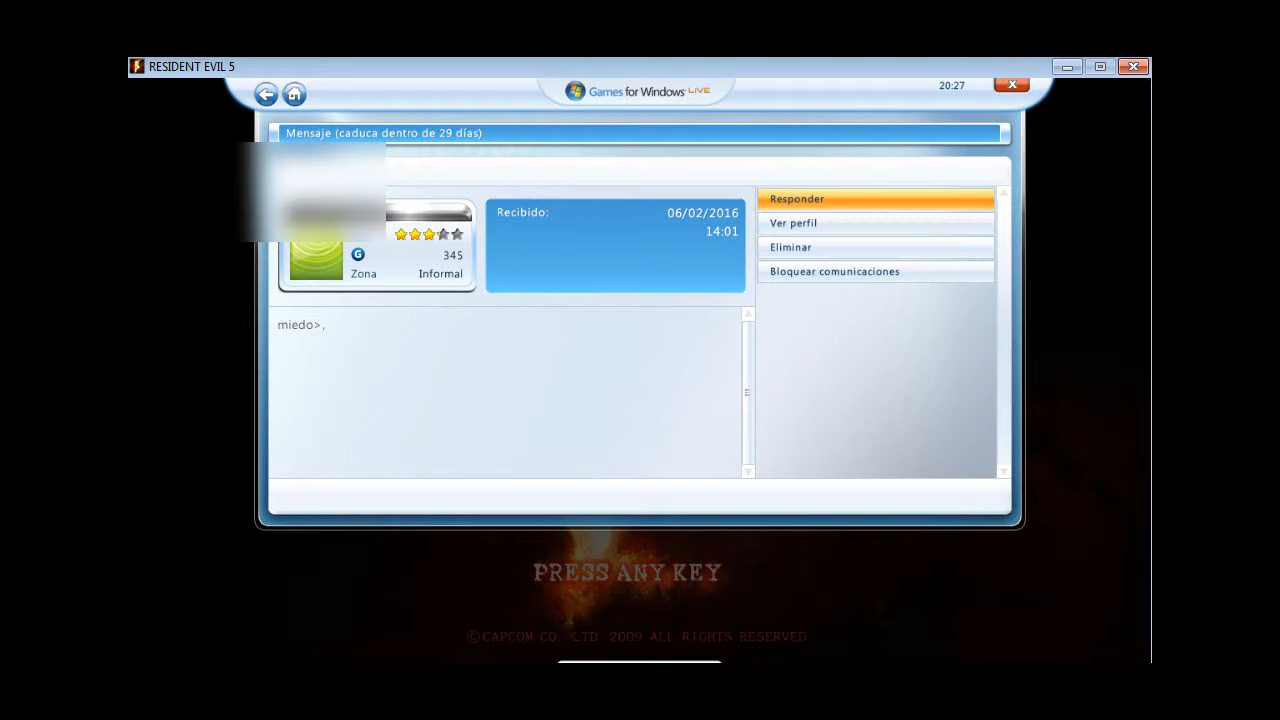 RESIDENT EVIL 5
Games for Windows LIVE
20:27
Mensaje (caduca dentro de 29 días)
G 345
Zona Informal
Recibido: 06/02/2016
14:01
Responder
Ver perfil
Eliminar
Bloquear comunicaciones
miedo>,
PRESS ANY KEY
©CAPCOM CO., LTD. 2009 ALL RIGHTS RESERVED